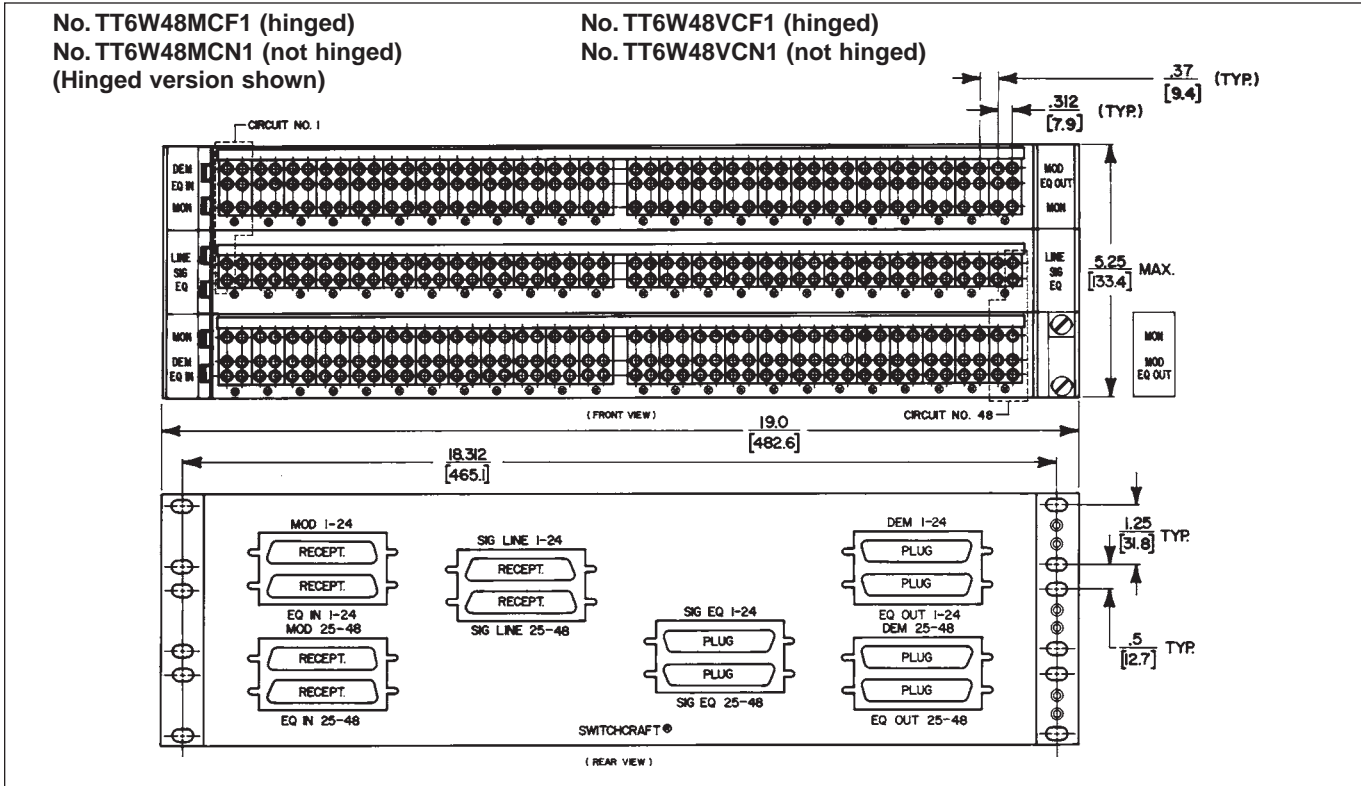 No. TT6W48MCF1 (hinged)
No. TT6W48MCN1 (not hinged)
(Hinged version shown)
No. TT6W48VCF1 (hinged)
No. TT6W48VCN1 (not hinged)
.37
[9.4] (TYP.)
.312
[7.9] (TYP.)
CIRCUIT NO. 1
DEM
EQ IN
MON
MOD
EQ OUT
MON
LINE
SIG
EQ
LINE
SIG
EQ
5.25
[133.4] MAX.
MON
DEM
EQ IN
MON
MOD
EQ OUT
(FRONT VIEW)
CIRCUIT NO. 48
19.0
[482.6]
18.312
[465.1]
MOD 1-24
RECEPT.
RECEPT.
EQ IN 1-24
MOD 25-48
RECEPT.
RECEPT.
EQ IN 25-48
SIG LINE 1-24
RECEPT.
RECEPT.
SIG LINE 25-48
SIG EQ 1-24
PLUG
PLUG
SIG EQ 25-48
DEM 1-24
PLUG
PLUG
EQ OUT 1-24
DEM 25-48
PLUG
PLUG
EQ OUT 25-48
1.25
[31.8] TYP.
.5
[12.7] TYP.
SWITCHCRAFT®
(REAR VIEW)